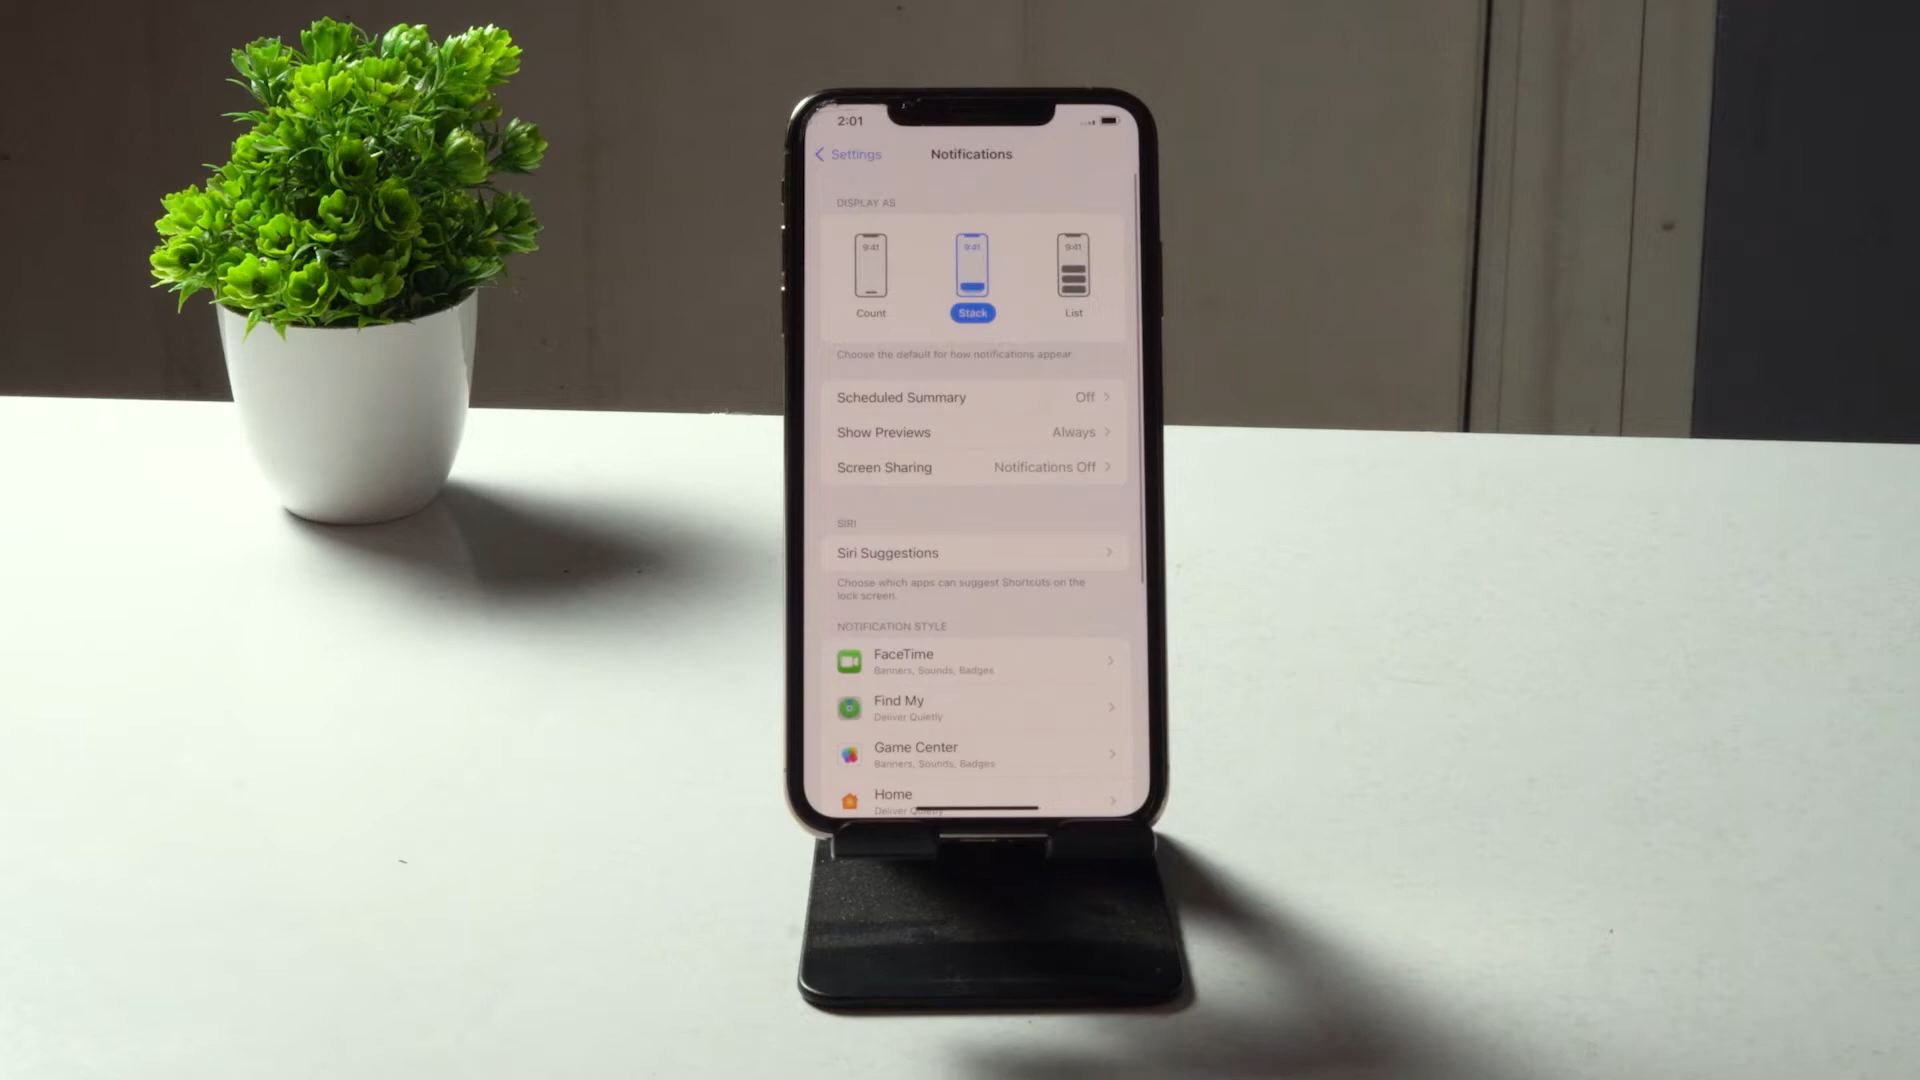 2:01
Settings
Notifications
DISPLAY AS
9:41
9:41
9:41
Count
Stack
List
Choose the default for how notifications appear.
Scheduled Summary Off
Show Previews Always
Screen Sharing Notifications Off
SIRI
Siri Suggestions
Choose which apps can suggest Shortcuts on the
lock screen.
NOTIFICATION STYLE
FaceTime
Banners, Sounds, Badges
Find My
Deliver Quietly
Game Center
Banners, Sounds, Badges
Home
Deliver Quietly